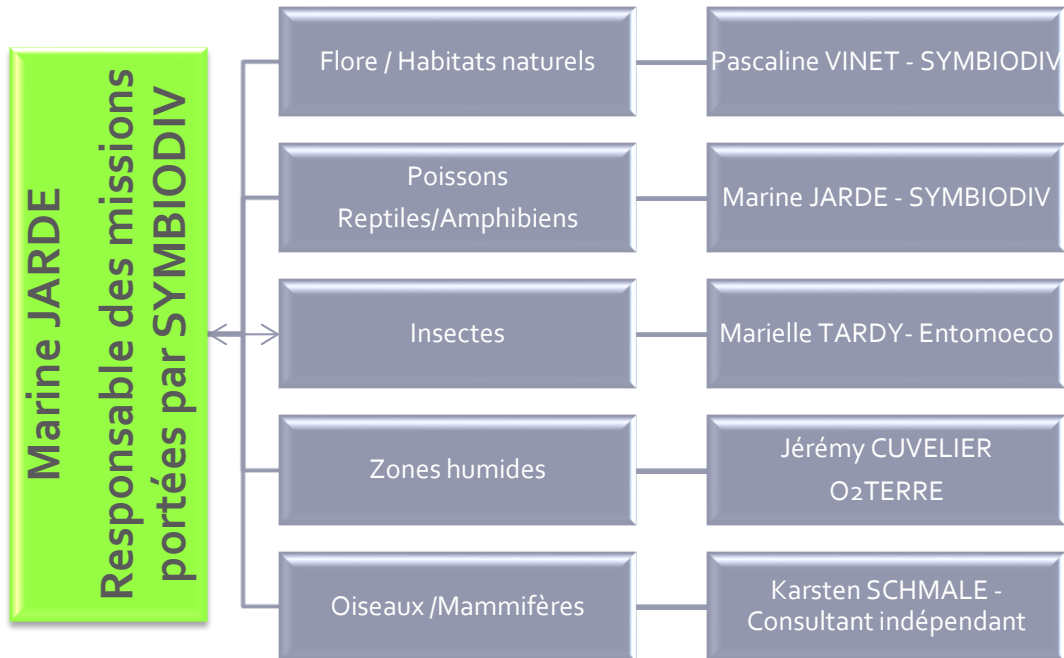 Marine JARDE
Responsable des missions
portées par SYMBIODIV
Flore / Habitats naturels
Pascaline VINET - SYMBIODIV
Poissons
Reptiles/Amphibiens
Marine JARDE - SYMBIODIV
Insectes
Marielle TARDY- Entomoeco
Zones humides
Jérémy CUVELIER
O2TERRE
Oiseaux /Mammifères
Karsten SCHMALE -
Consultant indépendant